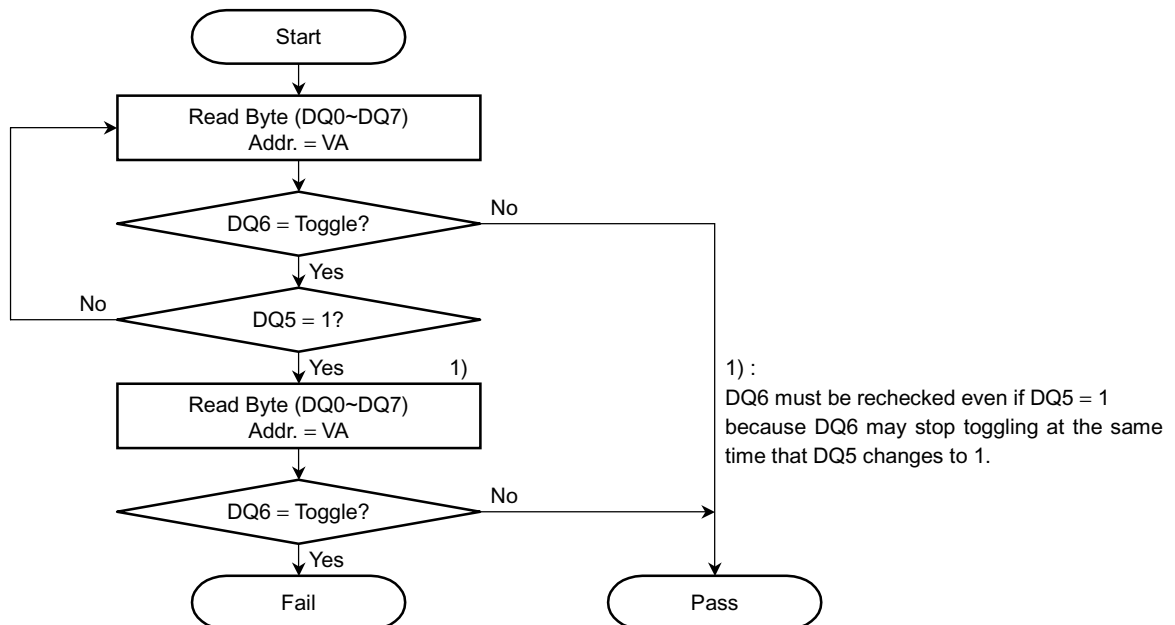 Start
Read Byte (DQ0~DQ7)
Addr. = VA
DQ6 = Toggle?
No
Yes
No
DQ5 = 1?
Yes
1)
Read Byte (DQ0~DQ7)
Addr. = VA
1) :
DQ6 must be rechecked even if DQ5 = 1
because DQ6 may stop toggling at the same
time that DQ5 changes to 1.
DQ6 = Toggle?
No
Yes
Fail
Pass